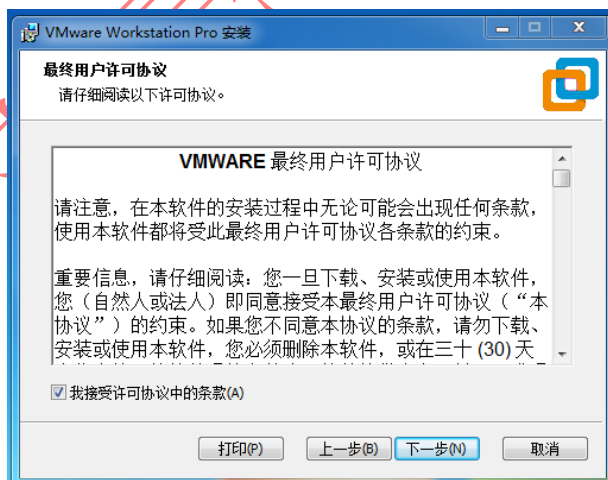 VMware Workstation Pro 安装
最终用户许可协议
请仔细阅读以下许可协议。
VMWARE 最终用户许可协议
请注意，在本软件的安装过程中无论可能会出现任何条款，
使用本软件都将受此最终用户许可协议各条款的约束。
重要信息，请仔细阅读：您一旦下载、安装或使用本软件，
您（自然人或法人）即同意接受本最终用户许可协议（“本
协议”）的约束。如果您不同意本协议的条款，请勿下载、
安装或使用本软件，您必须删除本软件，或在三十 (30) 天
我接受许可协议中的条款(A)
打印(P) 上一步(B) 下一步(N) 取消